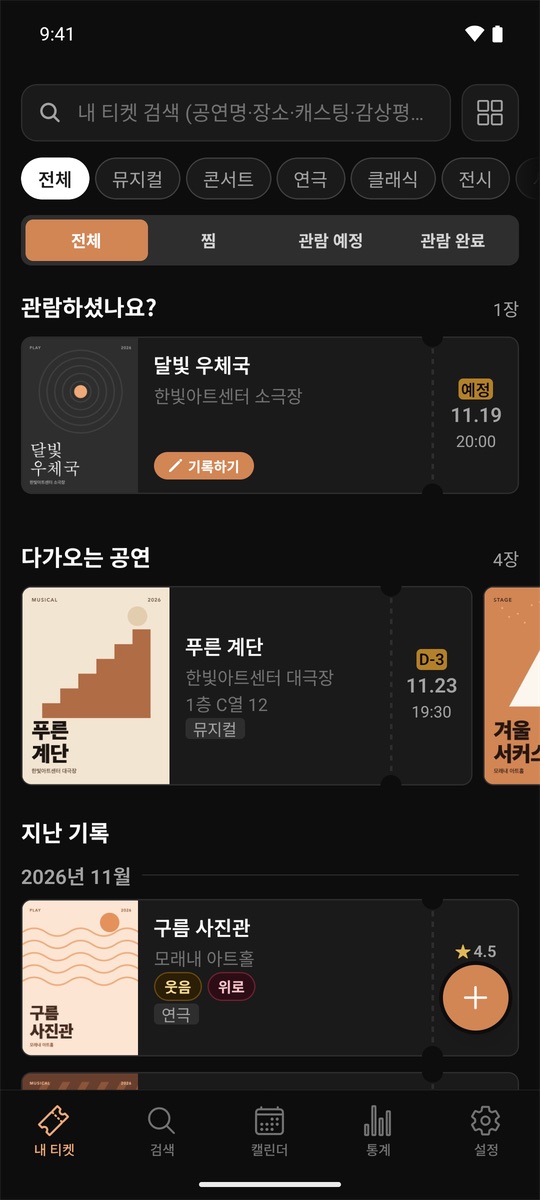 9:41
내 티켓 검색 (공연명·장소·캐스팅·감상평...
전체 뮤지컬 콘서트 연극 클래식 전시
전체 찜 관람 예정 관람 완료
관람하셨나요? 1장
PLAY 2026
달빛
우체국
한빛아트센터 소극장
달빛 우체국
한빛아트센터 소극장
기록하기
예정
11.19
20:00
다가오는 공연 4장
MUSICAL 2026
푸른
계단
한빛아트센터 대극장
푸른 계단
한빛아트센터 대극장
1층 C열 12
뮤지컬
D-3
11.23
19:30
STAGE
겨울
서커스
모래내 아트홀
지난 기록
2026년 11월
PLAY 2026
구름
사진관
모래내 아트홀
구름 사진관
모래내 아트홀
웃음 위로
연극
4.5
MUSICAL 2026
내 티켓 검색 캘린더 통계 설정